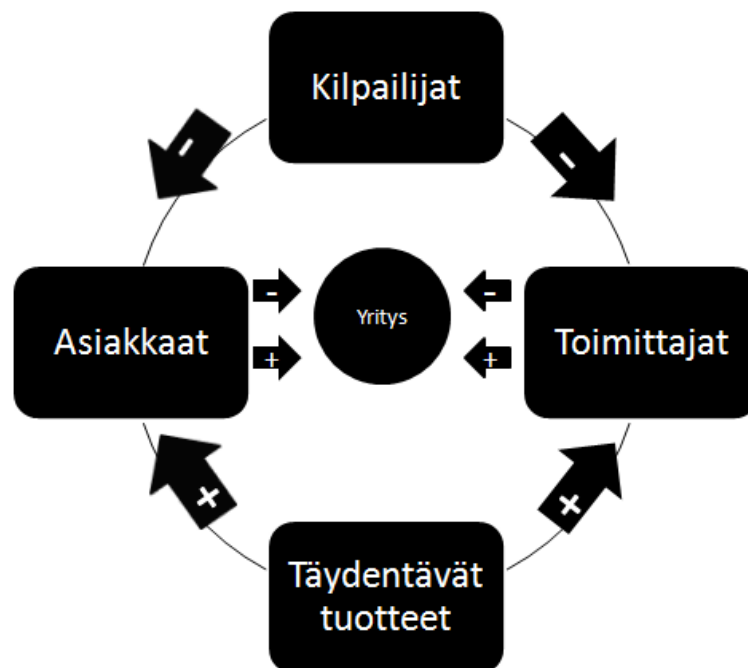 Kilpailijat
-
-
Asiakkaat
-
+
Yritys
-
+
Toimittajat
+
+
Täydentävät
tuotteet